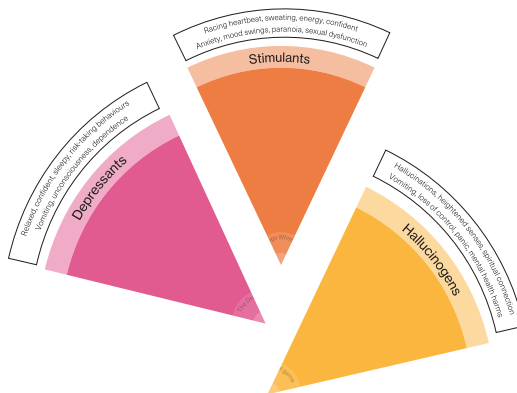 Racing heartbeat, sweating, energy, confident
Anxiety, mood swings, paranoia, sexual dysfunction
Stimulants
Relaxed, confident, sleepy, risk-taking behaviours
Vomiting, unconsciousness, dependence
Depressants
Hallucinations, heightened senses, spiritual connection
Vomiting, loss of control, panic, mental health harms
Hallucinogens